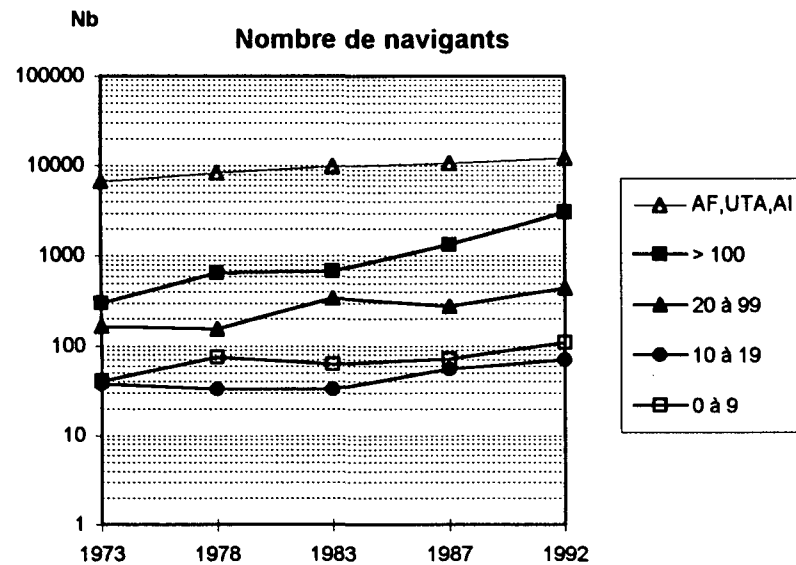 Nb
Nombre de navigants
100000
10000
1000
100
10
1
1973 1978 1983 1987 1992
AF,UTA,AI
> 100
20 à 99
10 à 19
0 à 9